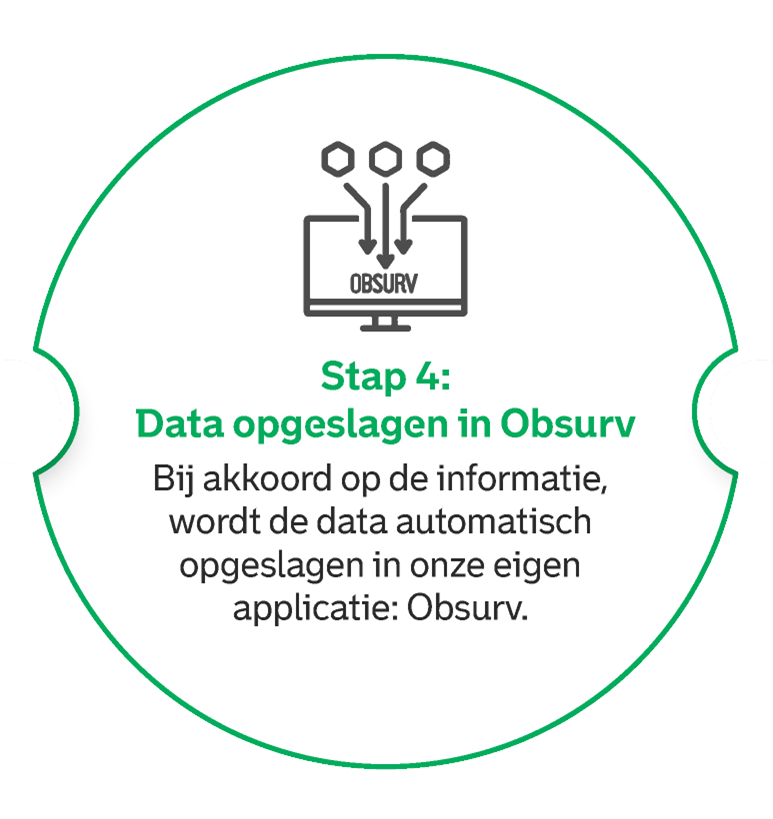 OBSURV
Stap 4:
Data opgeslagen in Obsurv
Bij akkoord op de informatie,
wordt de data automatisch
opgeslagen in onze eigen
applicatie: Obsurv.